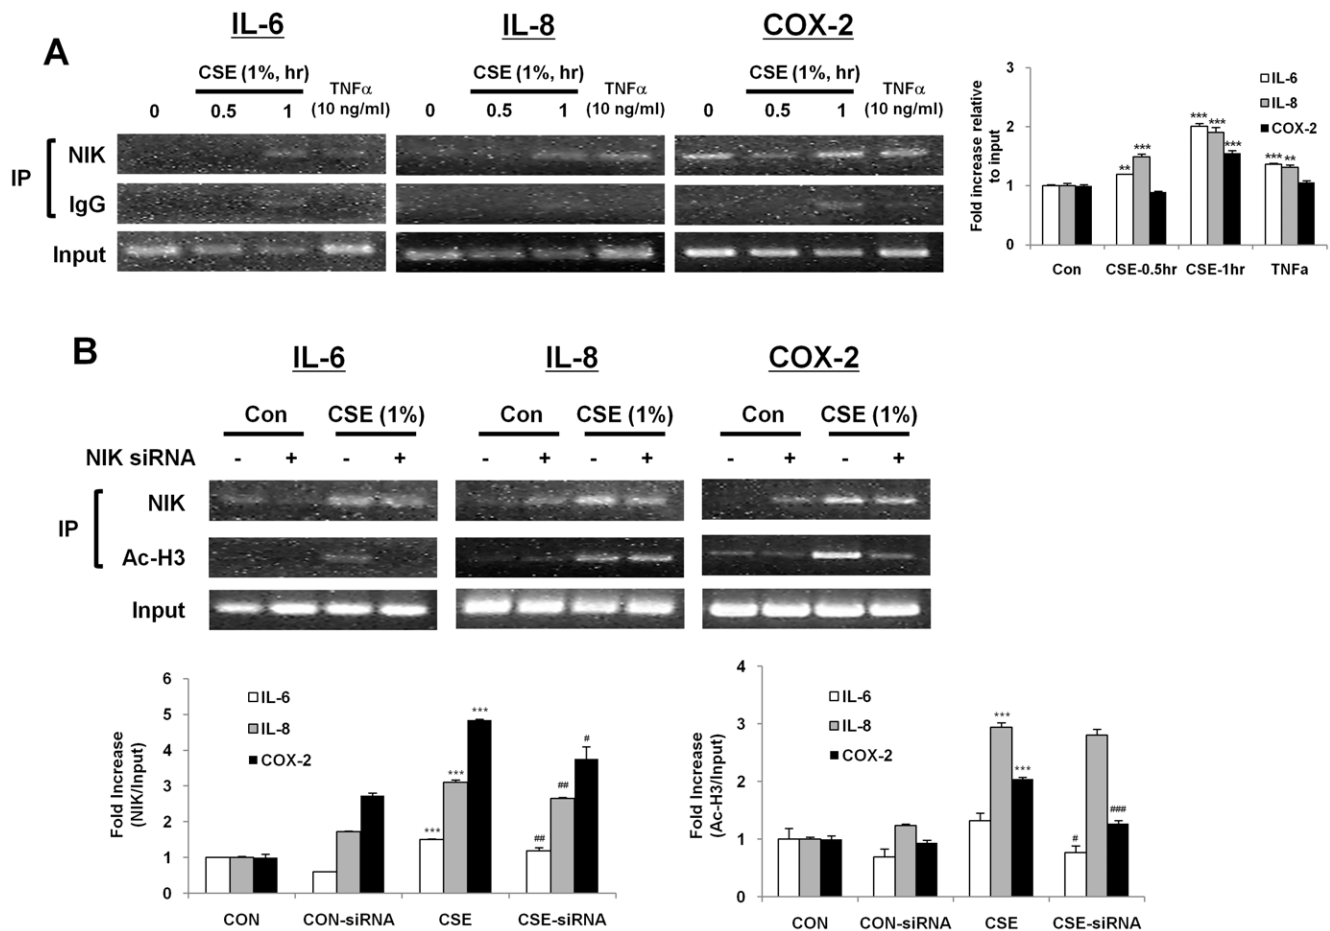 A
IL-6
IL-8
COX-2
CSE (1%, hr)
TNFα
(10 ng/ml)
0
0.5
1
CSE (1%, hr)
TNFα
(10 ng/ml)
0
0.5
1
CSE (1%, hr)
TNFα
(10 ng/ml)
0
0.5
1
IP
NIK
IgG
Input
Fold increase relative
to input
3
2
1
0
IL-6
IL-8
COX-2
**
***
***
***
***
***
**
Con
CSE-0.5hr
CSE-1hr
TNFa
B
IL-6
IL-8
COX-2
Con
CSE (1%)
Con
CSE (1%)
Con
CSE (1%)
NIK siRNA
-
+
-
+
-
+
-
+
-
+
-
+
IP
NIK
Ac-H3
Input
Fold Increase
(NIK/Input)
6
5
4
3
2
1
0
IL-6
IL-8
COX-2
***
***
***
##
##
#
CON
CON-siRNA
CSE
CSE-siRNA
Fold Increase
(Ac-H3/Input)
4
3
2
1
0
IL-6
IL-8
COX-2
***
***
#
###
CON
CON-siRNA
CSE
CSE-siRNA